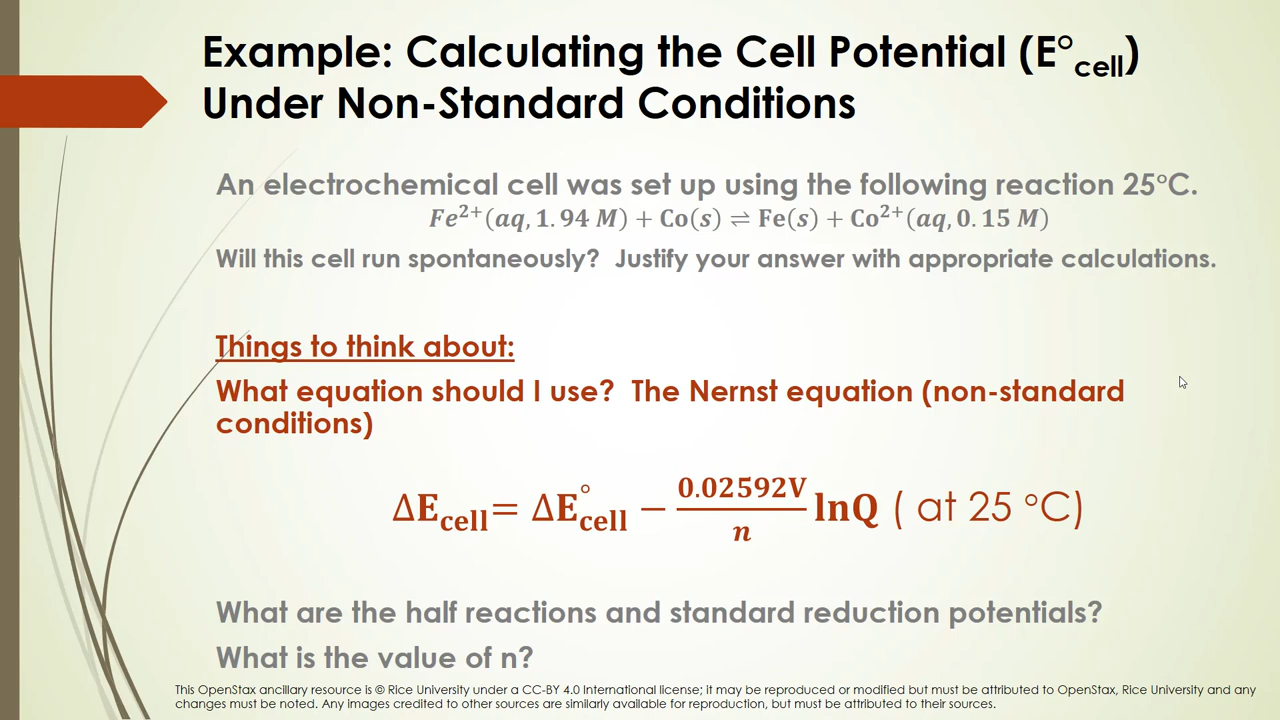 Example: Calculating the Cell Potential (E°cell)
Under Non-Standard Conditions
An electrochemical cell was set up using the following reaction 25°C.
Fe²⁺(aq, 1.94 M) + Co(s) ⇌ Fe(s) + Co²⁺(aq, 0.15 M)
Will this cell run spontaneously? Justify your answer with appropriate calculations.
Things to think about:
What equation should I use? The Nernst equation (non-standard
conditions)
ΔEcell= ΔE°cell − 0.02592V/n lnQ ( at 25 °C)
What are the half reactions and standard reduction potentials?
What is the value of n?
This OpenStax ancillary resource is © Rice University under a CC-BY 4.0 International license; it may be reproduced or modified but must be attributed to OpenStax, Rice University and any
changes must be noted. Any images credited to other sources are similarly available for reproduction, but must be attributed to their sources.